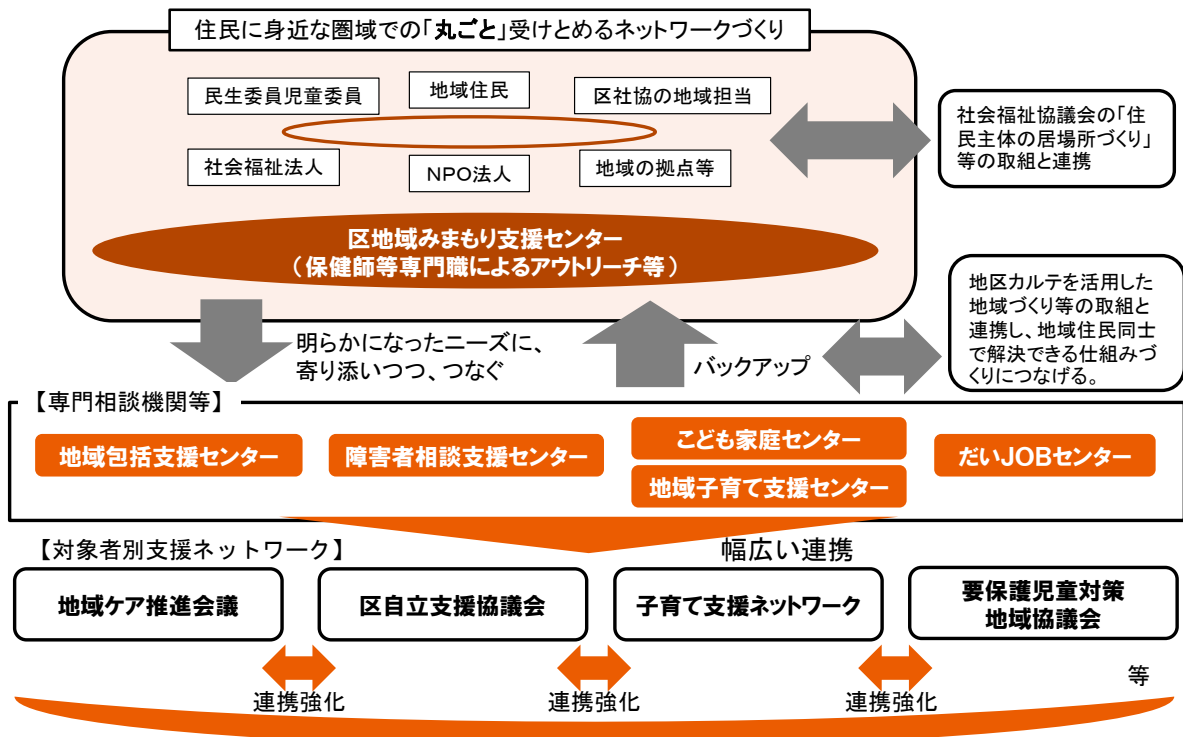 住民に身近な圏域での「丸ごと」受けとめるネットワークづくり
民生委員児童委員
地域住民
区社協の地域担当
社会福祉法人
NPO法人
地域の拠点等
区地域みまもり支援センター
(保健師等専門職によるアウトリーチ等)
社会福祉協議会の「住
民主体の居場所づくり」
等の取組と連携
明らかになったニーズに、
寄り添いつつ、つなぐ
バックアップ
地区カルテを活用した
地域づくり等の取組と
連携し、地域住民同士
で解決できる仕組みづ
くりにつなげる。
【専門相談機関等】
地域包括支援センター
障害者相談支援センター
こども家庭センター
地域子育て支援センター
だいJOBセンター
【対象者別支援ネットワーク】
幅広い連携
地域ケア推進会議
区自立支援協議会
子育て支援ネットワーク
要保護児童対策
地域協議会
等
連携強化
連携強化
連携強化